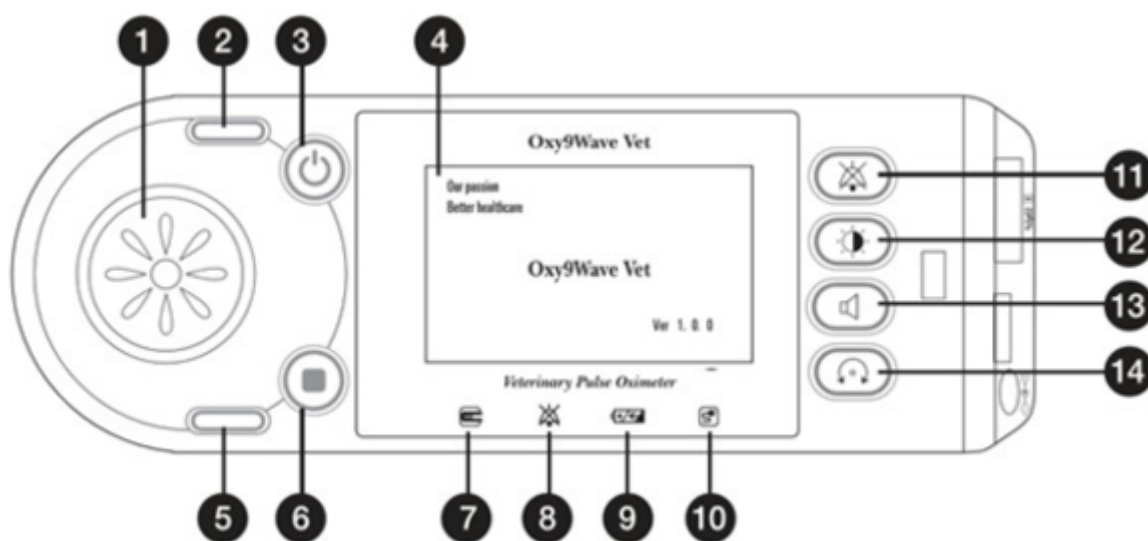 1 2 3 4
Oxy9Wave Vet
Our passion
Better healthcare
Oxy9Wave Vet
Ver 1. 0. 0
Veterinary Pulse Oximeter
11
12
13
14
5 6 7 8 9 10